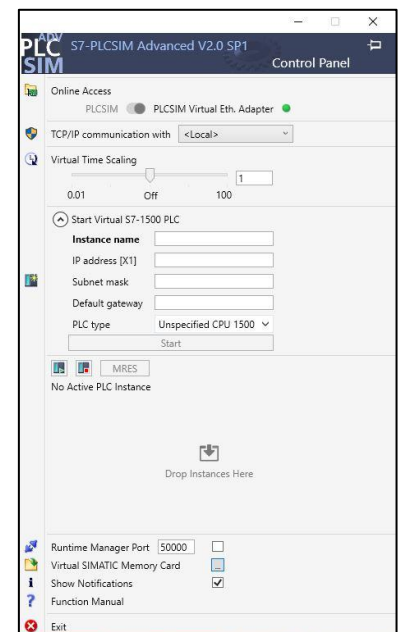 PLC ADV SIM
S7-PLCSIM Advanced V2.0 SP1
Control Panel
Online Access
PLCSIM PLCSIM Virtual Eth. Adapter
TCP/IP communication with <Local>
Virtual Time Scaling
1
0.01 Off 100
Start Virtual S7-1500 PLC
Instance name
IP address [X1]
Subnet mask
Default gateway
PLC type Unspecified CPU 1500
Start
MRES
No Active PLC Instance
Drop Instances Here
Runtime Manager Port 50000
Virtual SIMATIC Memory Card ...
Show Notifications
Function Manual
Exit